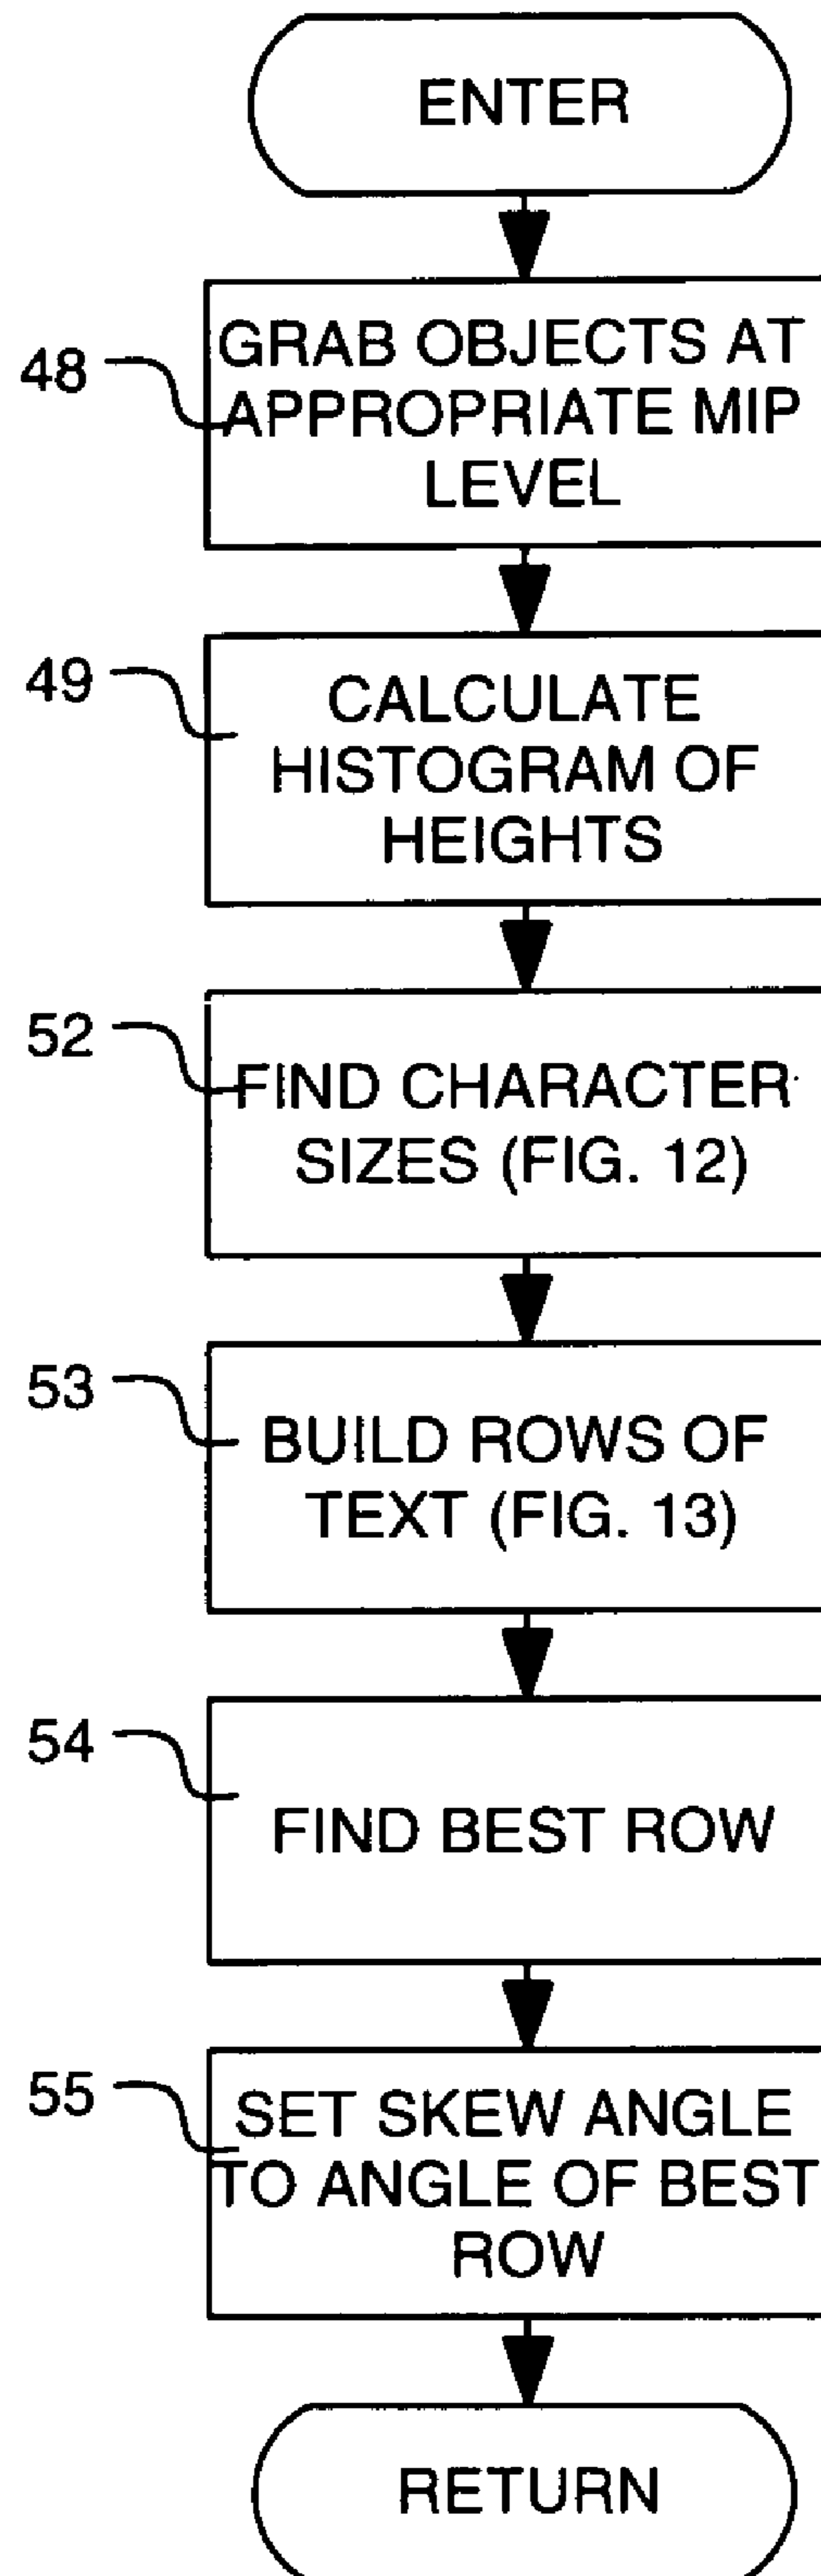 ENTER
48
GRAB OBJECTS AT
APPROPRIATE MIP
LEVEL
49
CALCULATE
HISTOGRAM OF
HEIGHTS
52
FIND CHARACTER
SIZES (FIG. 12)
53
BUILD ROWS OF
TEXT (FIG. 13)
54
FIND BEST ROW
55
SET SKEW ANGLE
TO ANGLE OF BEST
ROW
RETURN